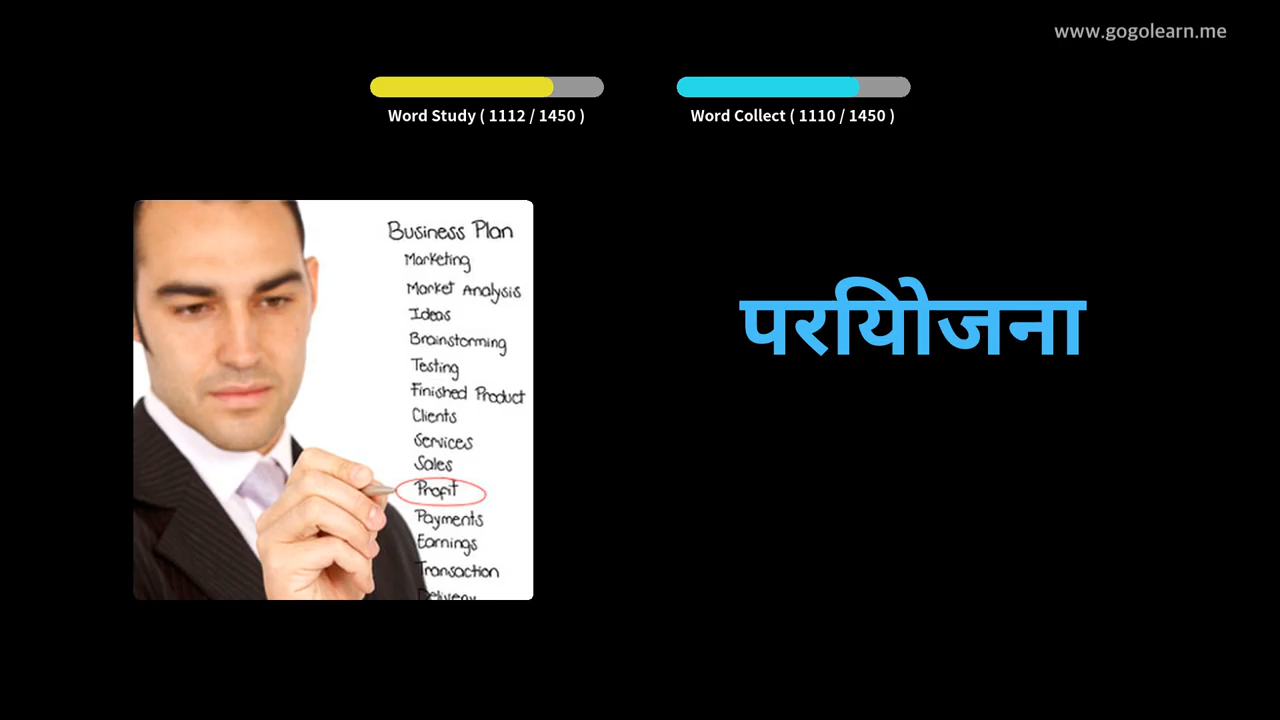 www.gogolearn.me
Word Study ( 1112 / 1450 )
Word Collect ( 1110 / 1450 )
Business Plan
Marketing
Market Analysis
Ideas
Brainstorming
Testing
Finished Product
Clients
Services
Sales
Profit
Payments
Earnings
Transaction
Delivery
परियोजना